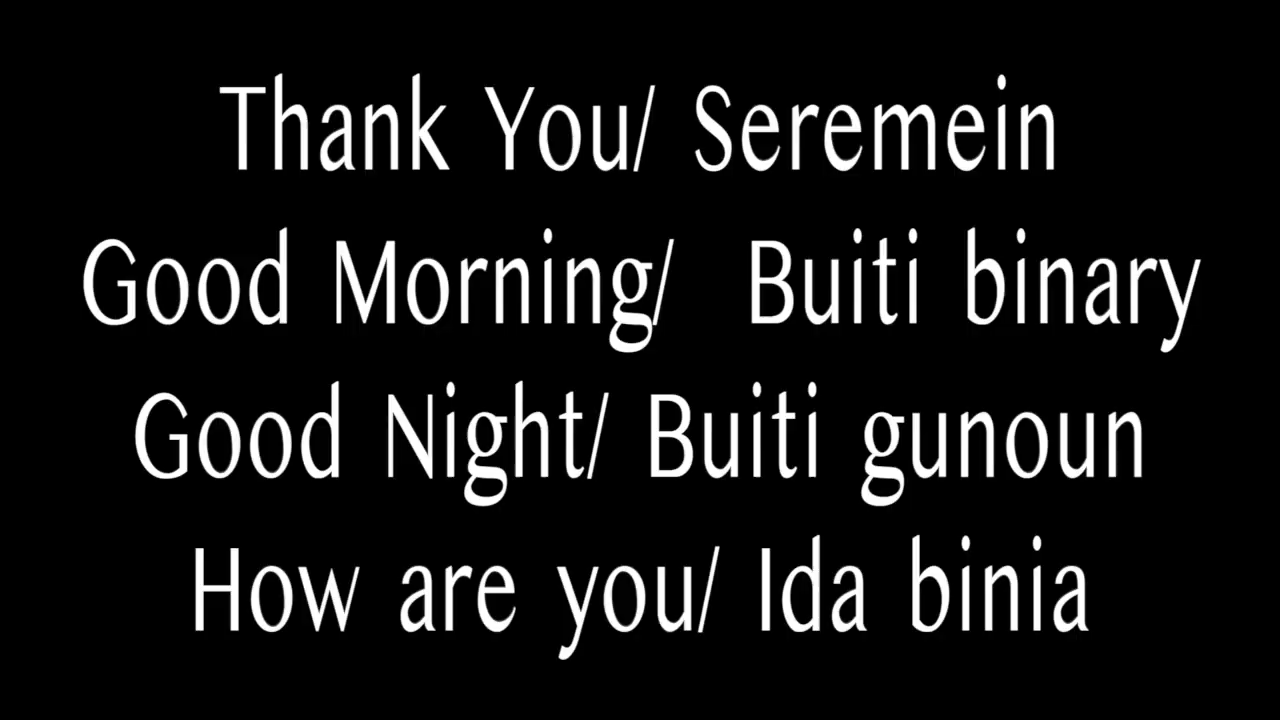 Thank You/ Seremein
Good Morning/ Buiti binary
Good Night/ Buiti gunoun
How are you/ Ida binia